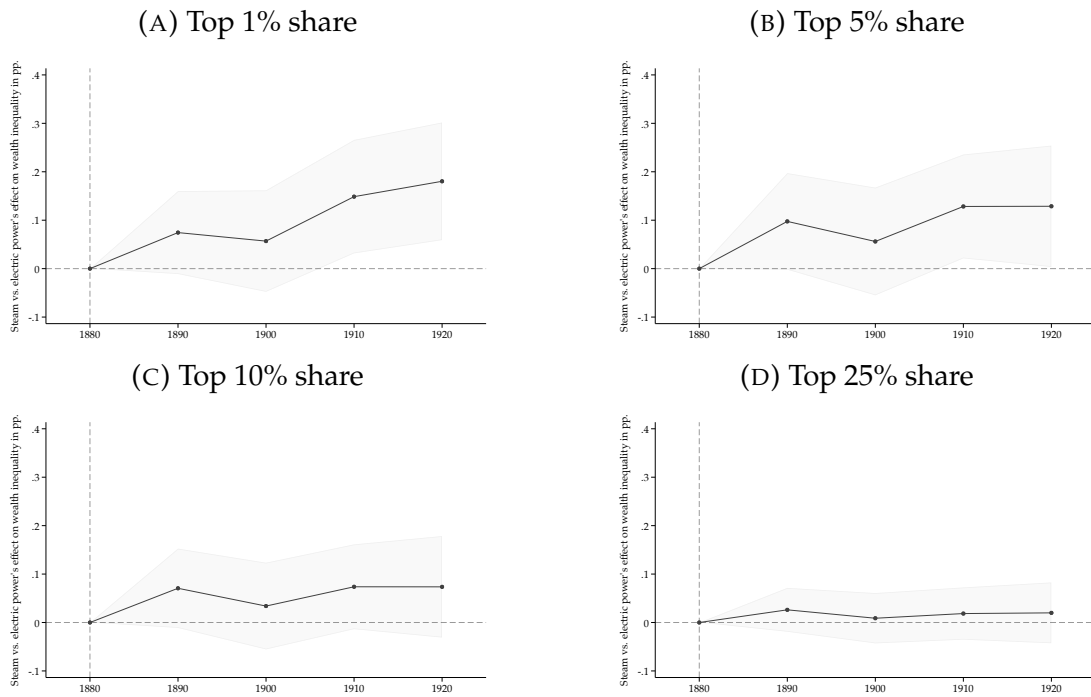 (A) Top 1% share
Steam vs. electric power's effect on wealth inequality in pp.
.4
.3
.2
.1
0
-.1
1880 1890 1900 1910 1920
(B) Top 5% share
Steam vs. electric power's effect on wealth inequality in pp.
.4
.3
.2
.1
0
-.1
1880 1890 1900 1910 1920
(C) Top 10% share
Steam vs. electric power's effect on wealth inequality in pp.
.4
.3
.2
.1
0
-.1
1880 1890 1900 1910 1920
(D) Top 25% share
Steam vs. electric power's effect on wealth inequality in pp.
.4
.3
.2
.1
0
-.1
1880 1890 1900 1910 1920